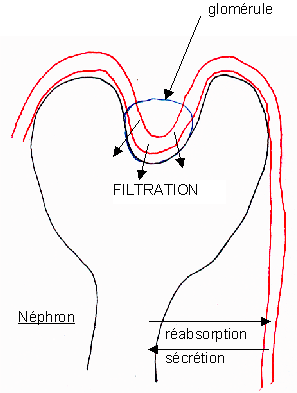 glomérule
FILTRATION
Néphron
réabsorption
sécrétion